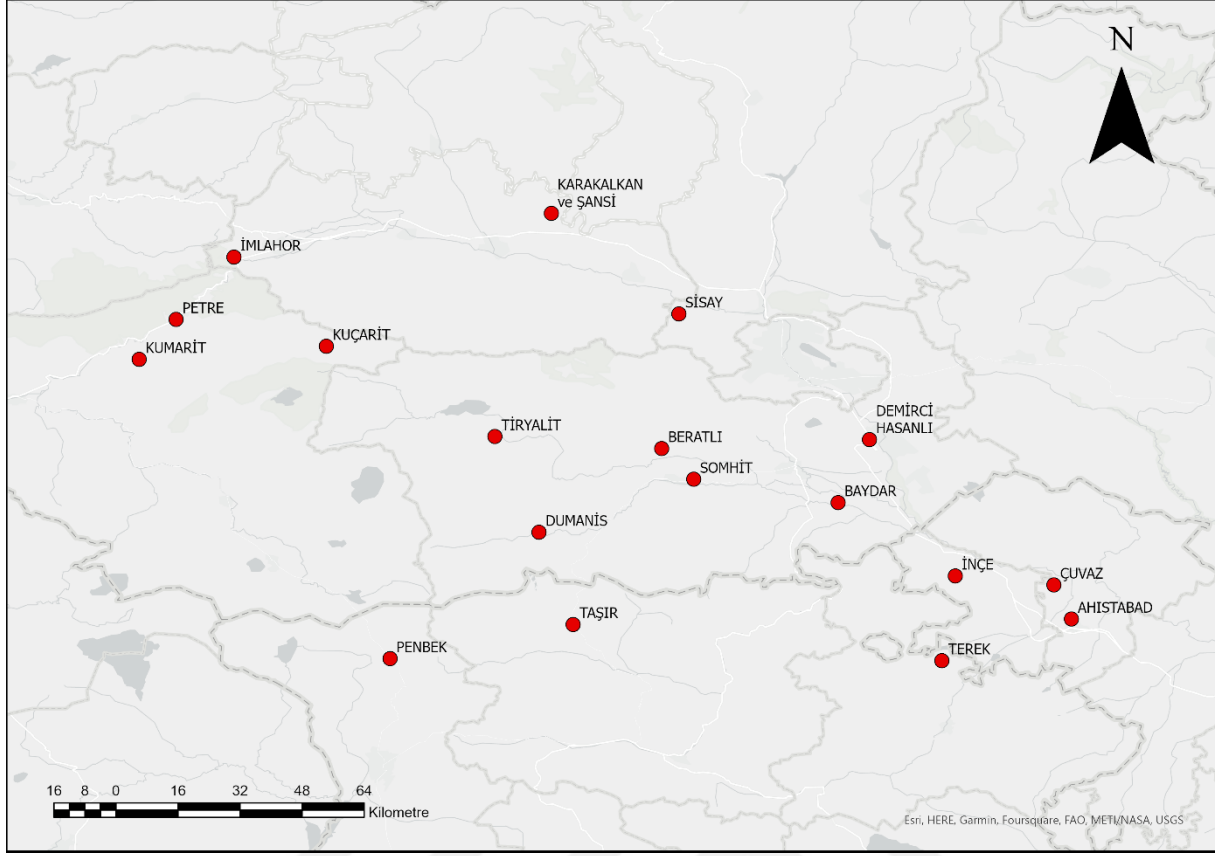 N
KARAKALKAN
ve ŞANSİ
İMLAHOR
PETRE
SİSAY
KUÇARİT
KUMARİT
DEMİRCİ
HASANLI
TİRYALİT
BERATLI
SOMHİT
BAYDAR
DUMANİS
İNÇE
ÇUVAZ
TAŞIR
AHISTABAD
PENBEK
TEREK
16 8 0 16 32 48 64
Kilometre
Esri, HERE, Garmin, Foursquare, FAO, METI/NASA, USGS